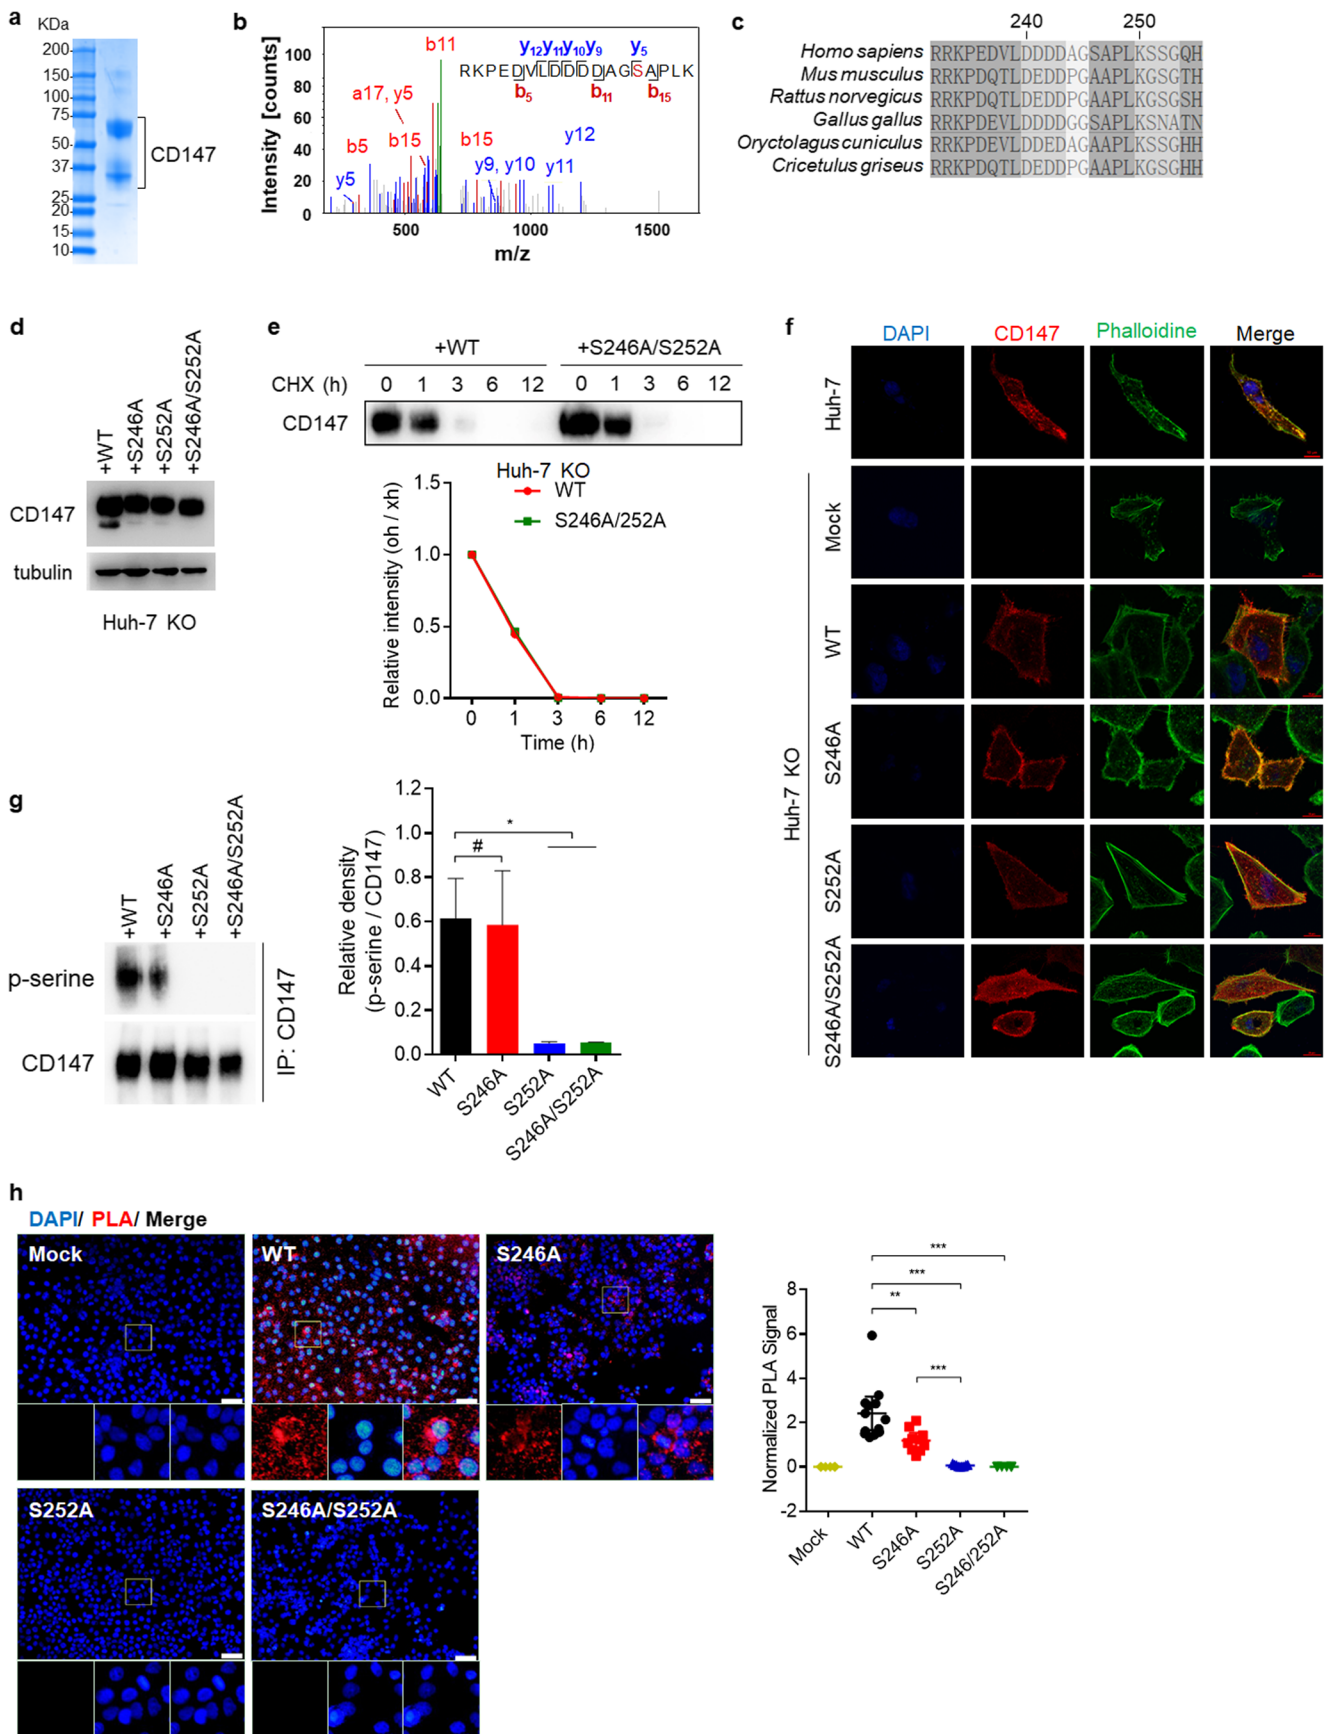 a
KDa
200
150
100
75
50
37
25
20
15
10
CD147
b
Intensity [counts]
100
80
60
40
20
0
500
1000
1500
m/z
b11
a17, y5
b5
b15
b15
y5
y9, y10
y11
y12
y12 y11 y10 y9 y5
RKPEDVLDDDDAGSAPLK
b5 b11 b15
c
240 250
Homo sapiens RRKPEDVLDDDDAGSAPLKSSGQH
Mus musculus RRKPDQTLDEDDPGAAPLKGSGTH
Rattus norvegicus RRKPDQTLDEDDPGAAPLKGSGSH
Gallus gallus RRKPDEVLDDDDGGSAPLKSNATN
Oryctolagus cuniculus RRKPDEVLDDEDAGAAPLKSSGHH
Cricetulus griseus RRKPDQTLDEDDPGAAPLKGSGHH
d
+WT
+S246A
+S252A
+S246A/S252A
CD147
tubulin
Huh-7 KO
e
+WT +S246A/S252A
CHX (h) 0 1 3 6 12 0 1 3 6 12
CD147
Huh-7 KO
WT
S246A/252A
Relative intensity (oh / xh)
1.5
1.0
0.5
0.0
0 1 3 6 12
Time (h)
f
DAPI CD147 Phalloidine Merge
Huh-7
Mock
WT
S246A
S252A
S246A/S252A
Huh-7 KO
g
+WT
+S246A
+S252A
+S246A/S252A
p-serine
CD147
IP: CD147
Relative density
(p-serine / CD147)
1.2
1.0
0.8
0.6
0.4
0.2
0.0
*
#
WT
S246A
S252A
S246A/S252A
h
DAPI/ PLA/ Merge
Mock
WT
S246A
S252A
S246A/S252A
Normalized PLA Signal
8
6
4
2
0
-2
***
***
**
***
Mock
WT
S246A
S252A
S246/252A